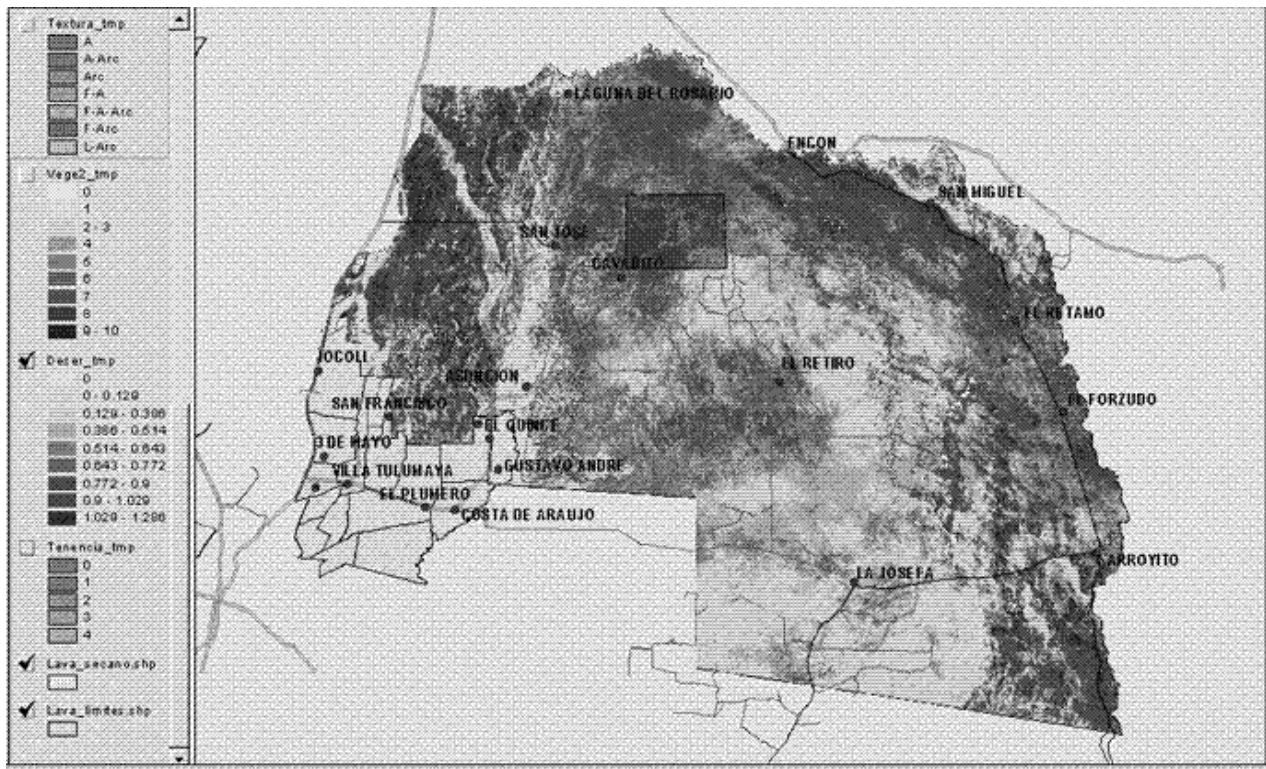 Textura_tmp
A
A-Arc
Arc
F-A
F-A-Arc
F-Arc
L-Arc
Vege2_tmp
0
1
2 - 3
4
5
6
7
8
9 - 10
Deser_tmp
0
0 - 0.129
0.129 - 0.386
0.386 - 0.514
0.514 - 0.643
0.643 - 0.772
0.772 - 0.9
0.9 - 1.029
1.029 - 1.286
Tenencia_tmp
0
1
2
3
4
Lava_secano.shp
Lava_limites.shp
LAGUNA DEL ROSARIO
ENCON
SAN MIGUEL
SAN JOSE
CAVADITO
EL RETAMO
JOCOLI
EL RETIRO
ASUNCION
SAN FRANCISCO
EL FORZUDO
EL QUINCE
3 DE MAYO
VILLA TULUMAYA
GUSTAVO ANDRE
EL PLUMERO
COSTA DE ARAUJO
ARROYITO
LA JOSEFA